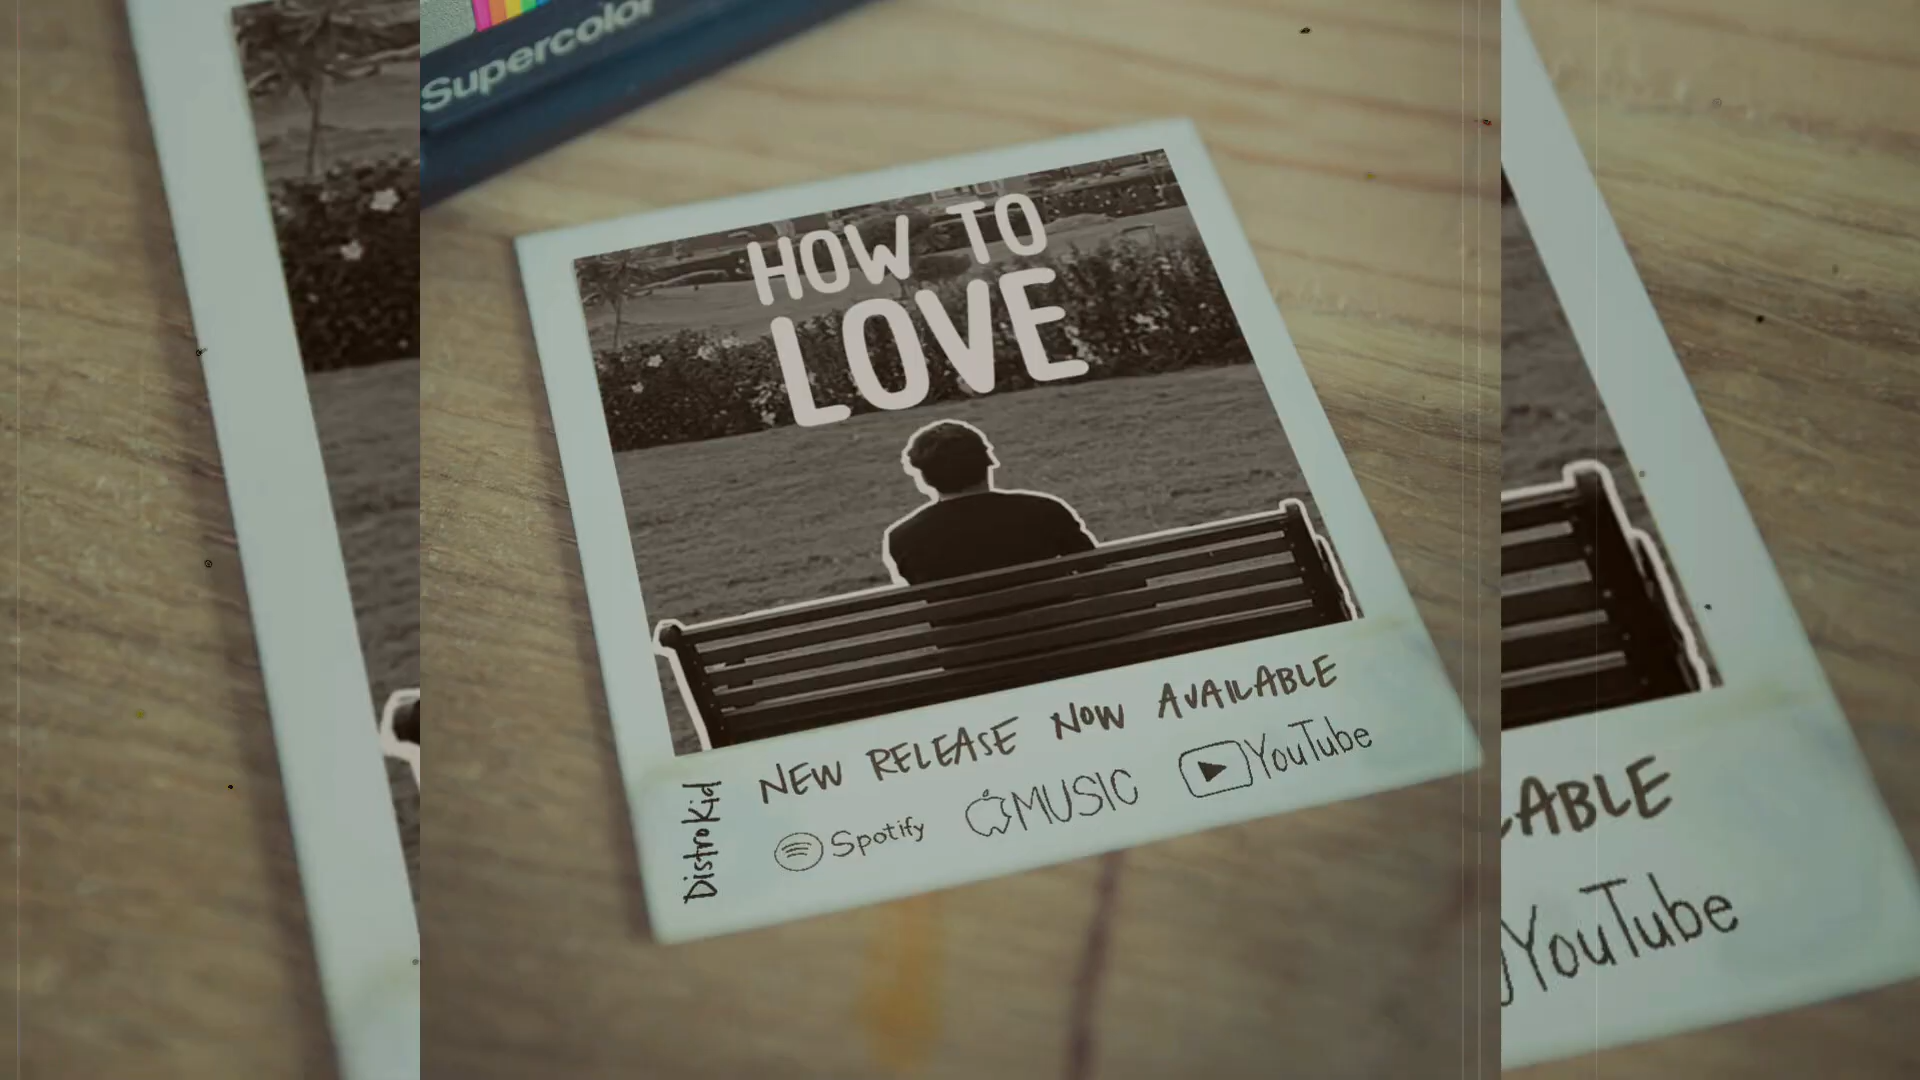 Supercolor
HOW TO
LOVE
NEW RELEASE NOW AVAILABLE
DistroKid
Spotify
MUSIC
YouTube
ABLE
YouTube